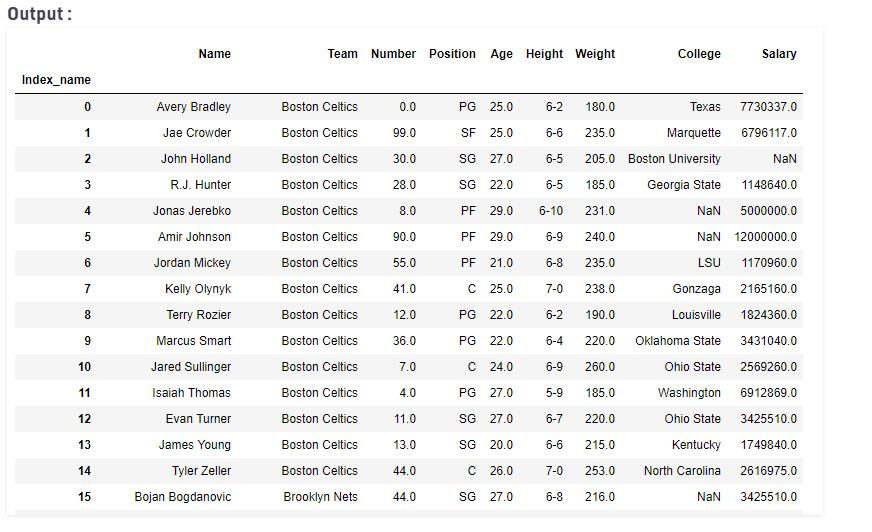 Output :
Name Team Number Position Age Height Weight College Salary
Index_name
0 Avery Bradley Boston Celtics 0.0 PG 25.0 6-2 180.0 Texas 7730337.0
1 Jae Crowder Boston Celtics 99.0 SF 25.0 6-6 235.0 Marquette 6796117.0
2 John Holland Boston Celtics 30.0 SG 27.0 6-5 205.0 Boston University NaN
3 R.J. Hunter Boston Celtics 28.0 SG 22.0 6-5 185.0 Georgia State 1148640.0
4 Jonas Jerebko Boston Celtics 8.0 PF 29.0 6-10 231.0 NaN 5000000.0
5 Amir Johnson Boston Celtics 90.0 PF 29.0 6-9 240.0 NaN 12000000.0
6 Jordan Mickey Boston Celtics 55.0 PF 21.0 6-8 235.0 LSU 1170960.0
7 Kelly Olynyk Boston Celtics 41.0 C 25.0 7-0 238.0 Gonzaga 2165160.0
8 Terry Rozier Boston Celtics 12.0 PG 22.0 6-2 190.0 Louisville 1824360.0
9 Marcus Smart Boston Celtics 36.0 PG 22.0 6-4 220.0 Oklahoma State 3431040.0
10 Jared Sullinger Boston Celtics 7.0 C 24.0 6-9 260.0 Ohio State 2569260.0
11 Isaiah Thomas Boston Celtics 4.0 PG 27.0 5-9 185.0 Washington 6912869.0
12 Evan Turner Boston Celtics 11.0 SG 27.0 6-7 220.0 Ohio State 3425510.0
13 James Young Boston Celtics 13.0 SG 20.0 6-6 215.0 Kentucky 1749840.0
14 Tyler Zeller Boston Celtics 44.0 C 26.0 7-0 253.0 North Carolina 2616975.0
15 Bojan Bogdanovic Brooklyn Nets 44.0 SG 27.0 6-8 216.0 NaN 3425510.0